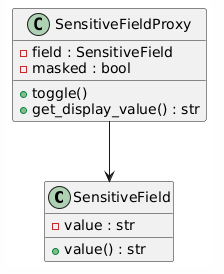 C SensitiveFieldProxy
field : SensitiveField
masked : bool
toggle()
get_display_value() : str
C SensitiveField
value : str
value() : str